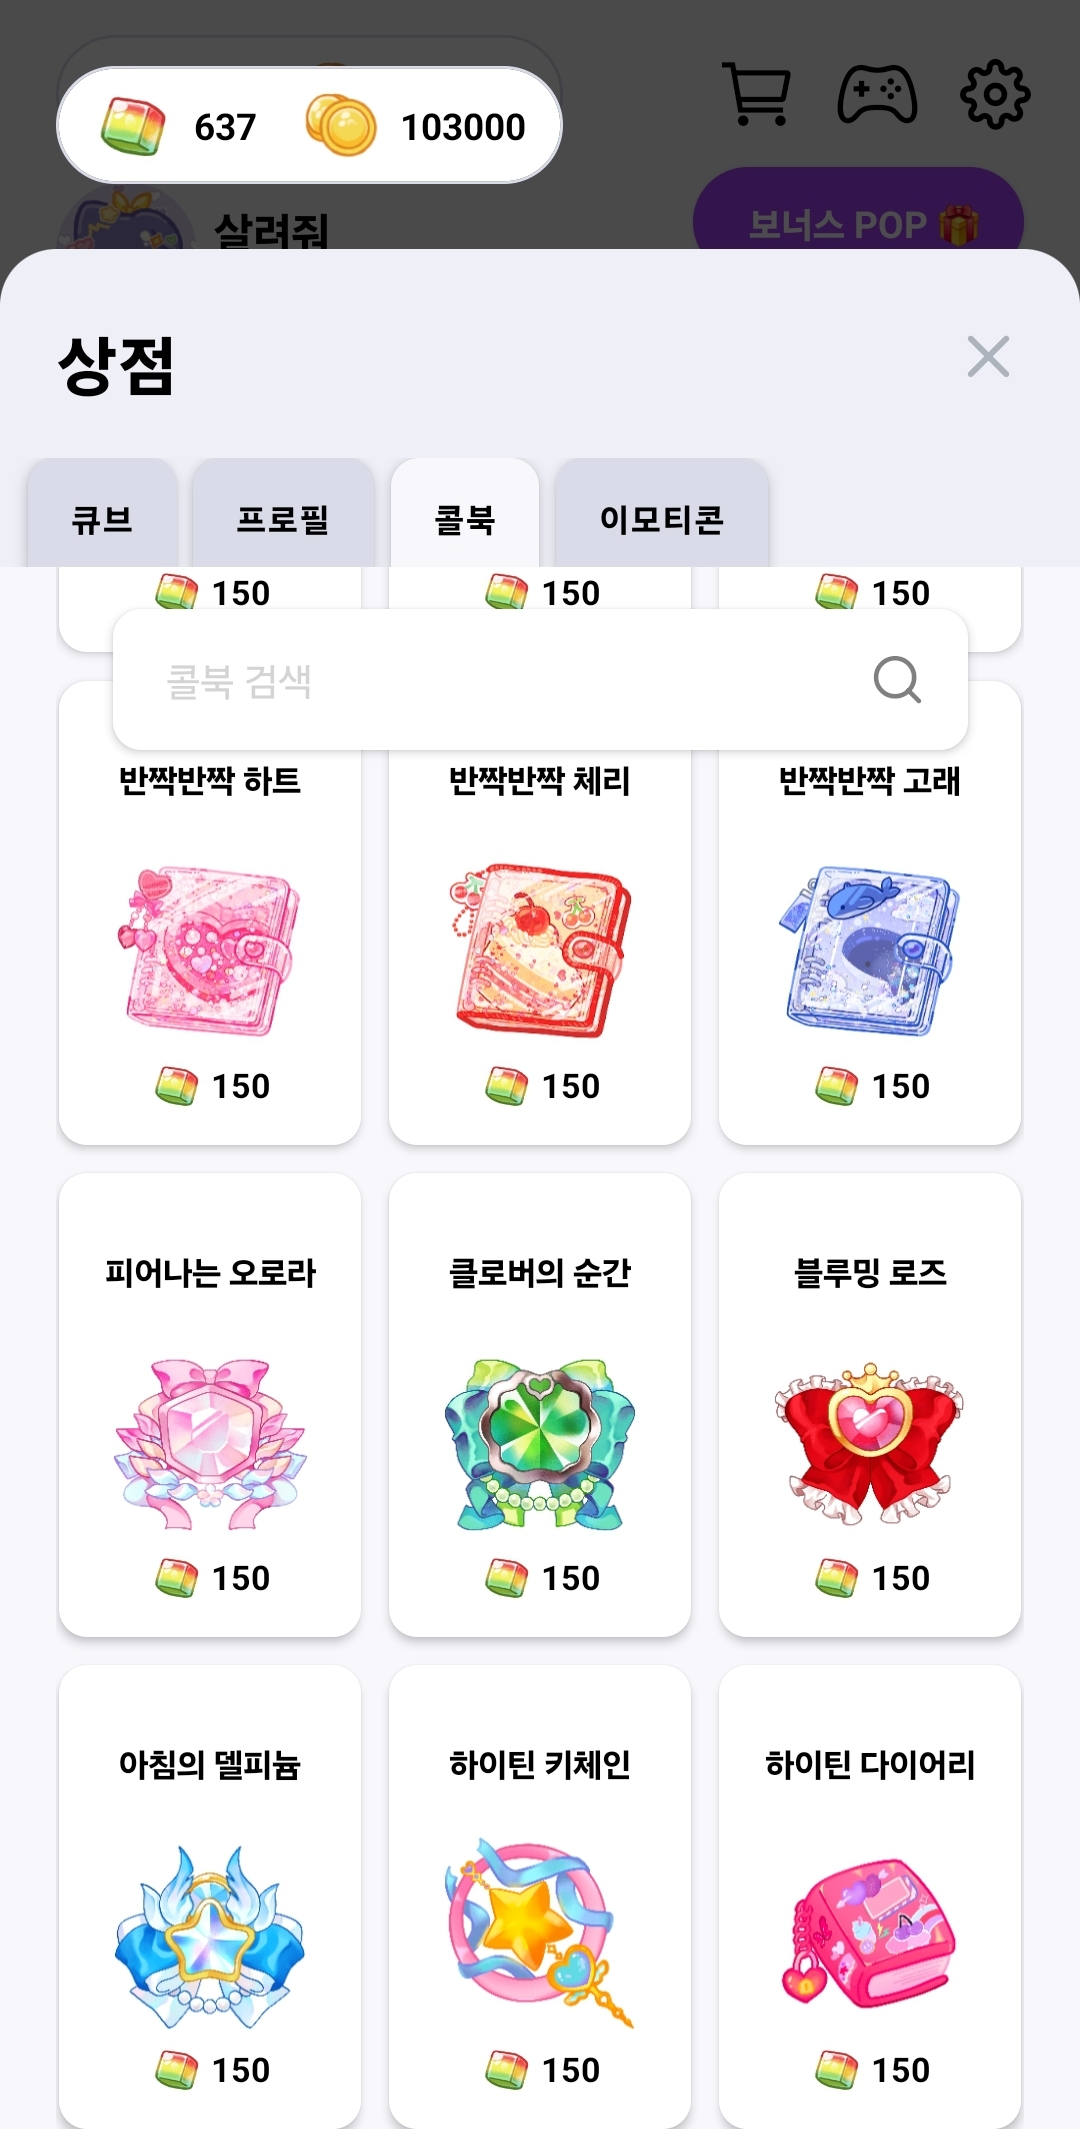 637 103000
살려줘
보너스 POP
상점
큐브 프로필 콜북 이모티콘
150 150 150
콜북 검색
반짝반짝 하트 반짝반짝 체리 반짝반짝 고래
150 150 150
피어나는 오로라 클로버의 순간 블루밍 로즈
150 150 150
아침의 델피늄 하이틴 키체인 하이틴 다이어리
150 150 150